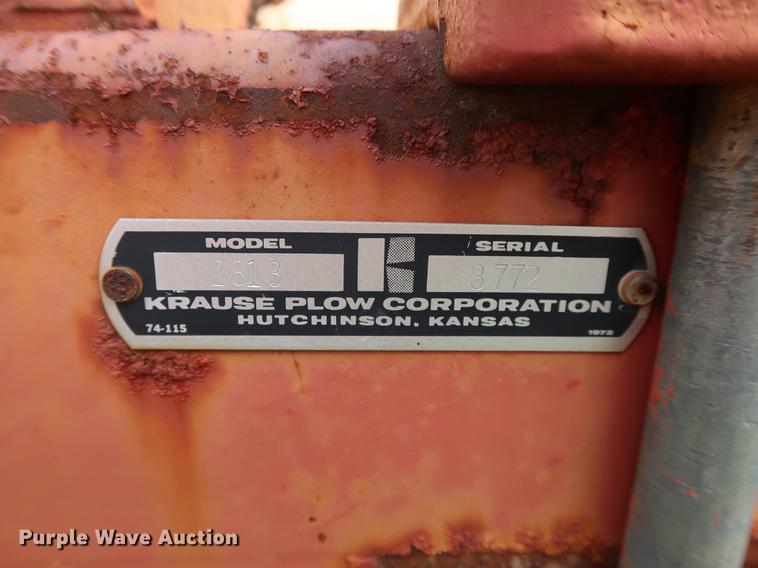 MODEL
SERIAL
2813
3772
KRAUSE PLOW CORPORATION
HUTCHINSON, KANSAS
74-115
1972
Purple Wave Auction